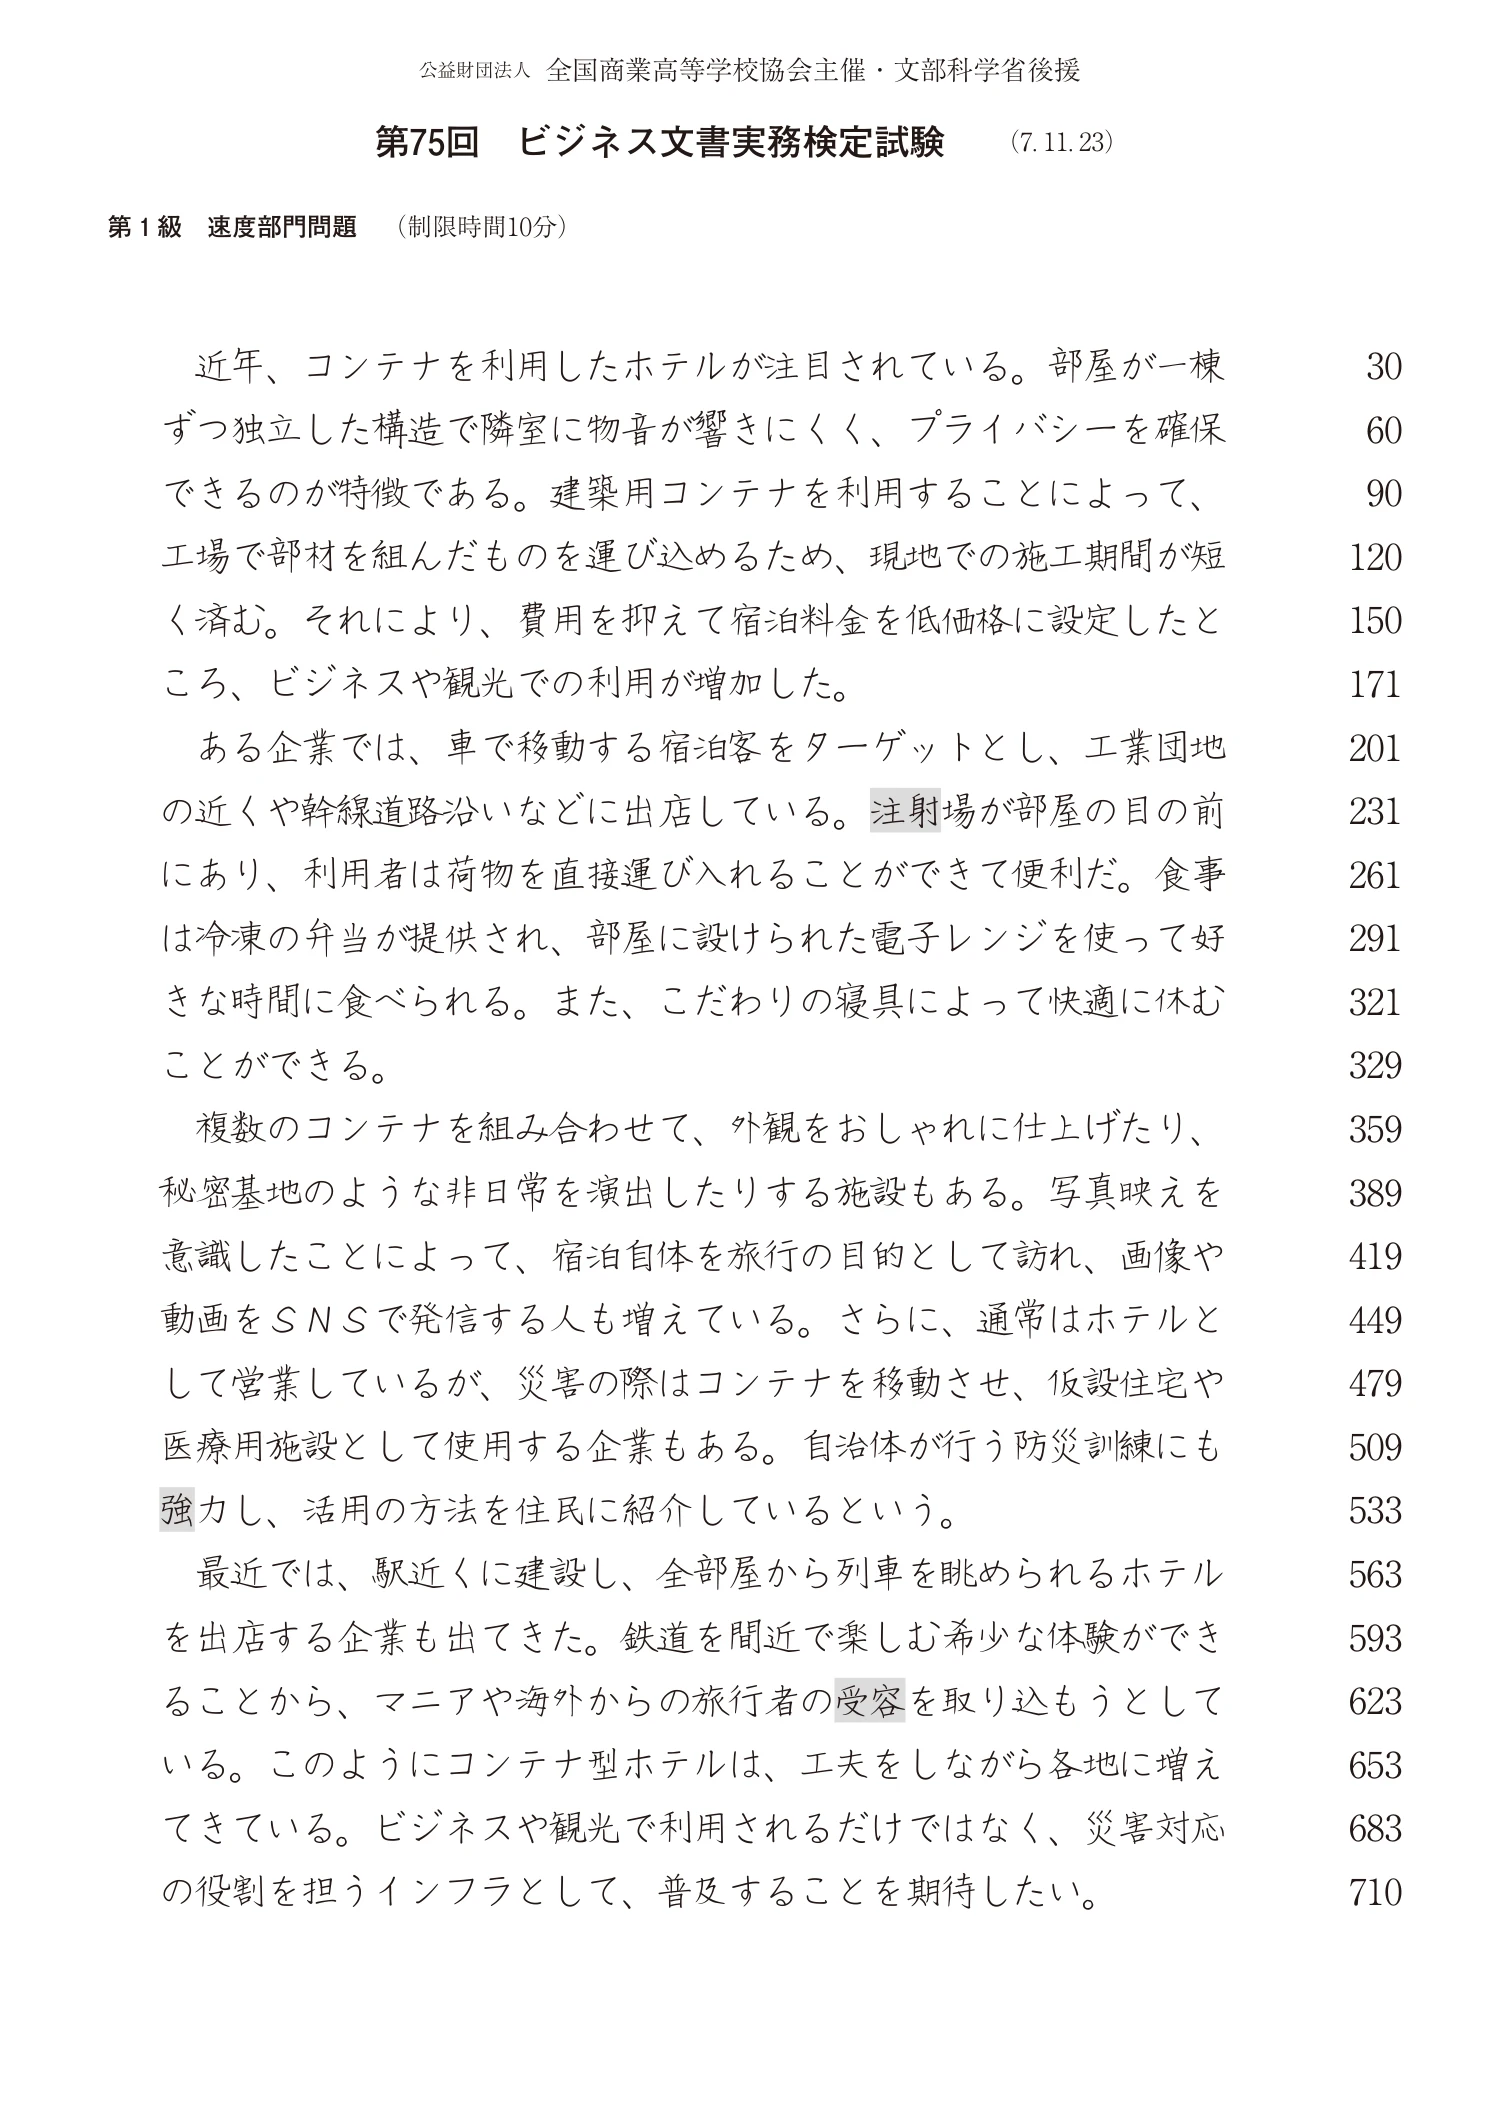 公益財団法人 全国商業高等学校協会主催・文部科学省後援
第75回 ビジネス文書実務検定試験 (7.11.23)
第1級 速度部門問題 (制限時間10分)
近年、コンテナを利用したホテルが注目されている。部屋が一棟 30
ずつ独立した構造で隣室に物音が響きにくく、プライバシーを確保 60
できるのが特徴である。建築用コンテナを利用することによって、 90
工場で部材を組んだものを運び込めるため、現地での施工期間が短 120
く済む。それにより、費用を抑えて宿泊料金を低価格に設定したと 150
ころ、ビジネスや観光での利用が増加した。 171
ある企業では、車で移動する宿泊客をターゲットとし、工業団地 201
の近くや幹線道路沿いなどに出店している。注射場が部屋の目の前 231
にあり、利用者は荷物を直接運び入れることができて便利だ。食事 261
は冷凍の弁当が提供され、部屋に設けられた電子レンジを使って好 291
きな時間に食べられる。また、こだわりの寝具によって快適に休む 321
ことができる。 329
複数のコンテナを組み合わせて、外観をおしゃれに仕上げたり、 359
秘密基地のような非日常を演出したりする施設もある。写真映えを 389
意識したことによって、宿泊自体を旅行の目的として訪れ、画像や 419
動画をSNSで発信する人も増えている。さらに、通常はホテルと 449
して営業しているが、災害の際はコンテナを移動させ、仮設住宅や 479
医療用施設として使用する企業もある。自治体が行う防災訓練にも 509
強力し、活用の方法を住民に紹介しているという。 533
最近では、駅近くに建設し、全部屋から列車を眺められるホテル 563
を出店する企業も出てきた。鉄道を間近で楽しむ希少な体験ができ 593
ることから、マニアや海外からの旅行者の受容を取り込もうとして 623
いる。このようにコンテナ型ホテルは、工夫をしながら各地に増え 653
てきている。ビジネスや観光で利用されるだけではなく、災害対応 683
の役割を担うインフラとして、普及することを期待したい。 710